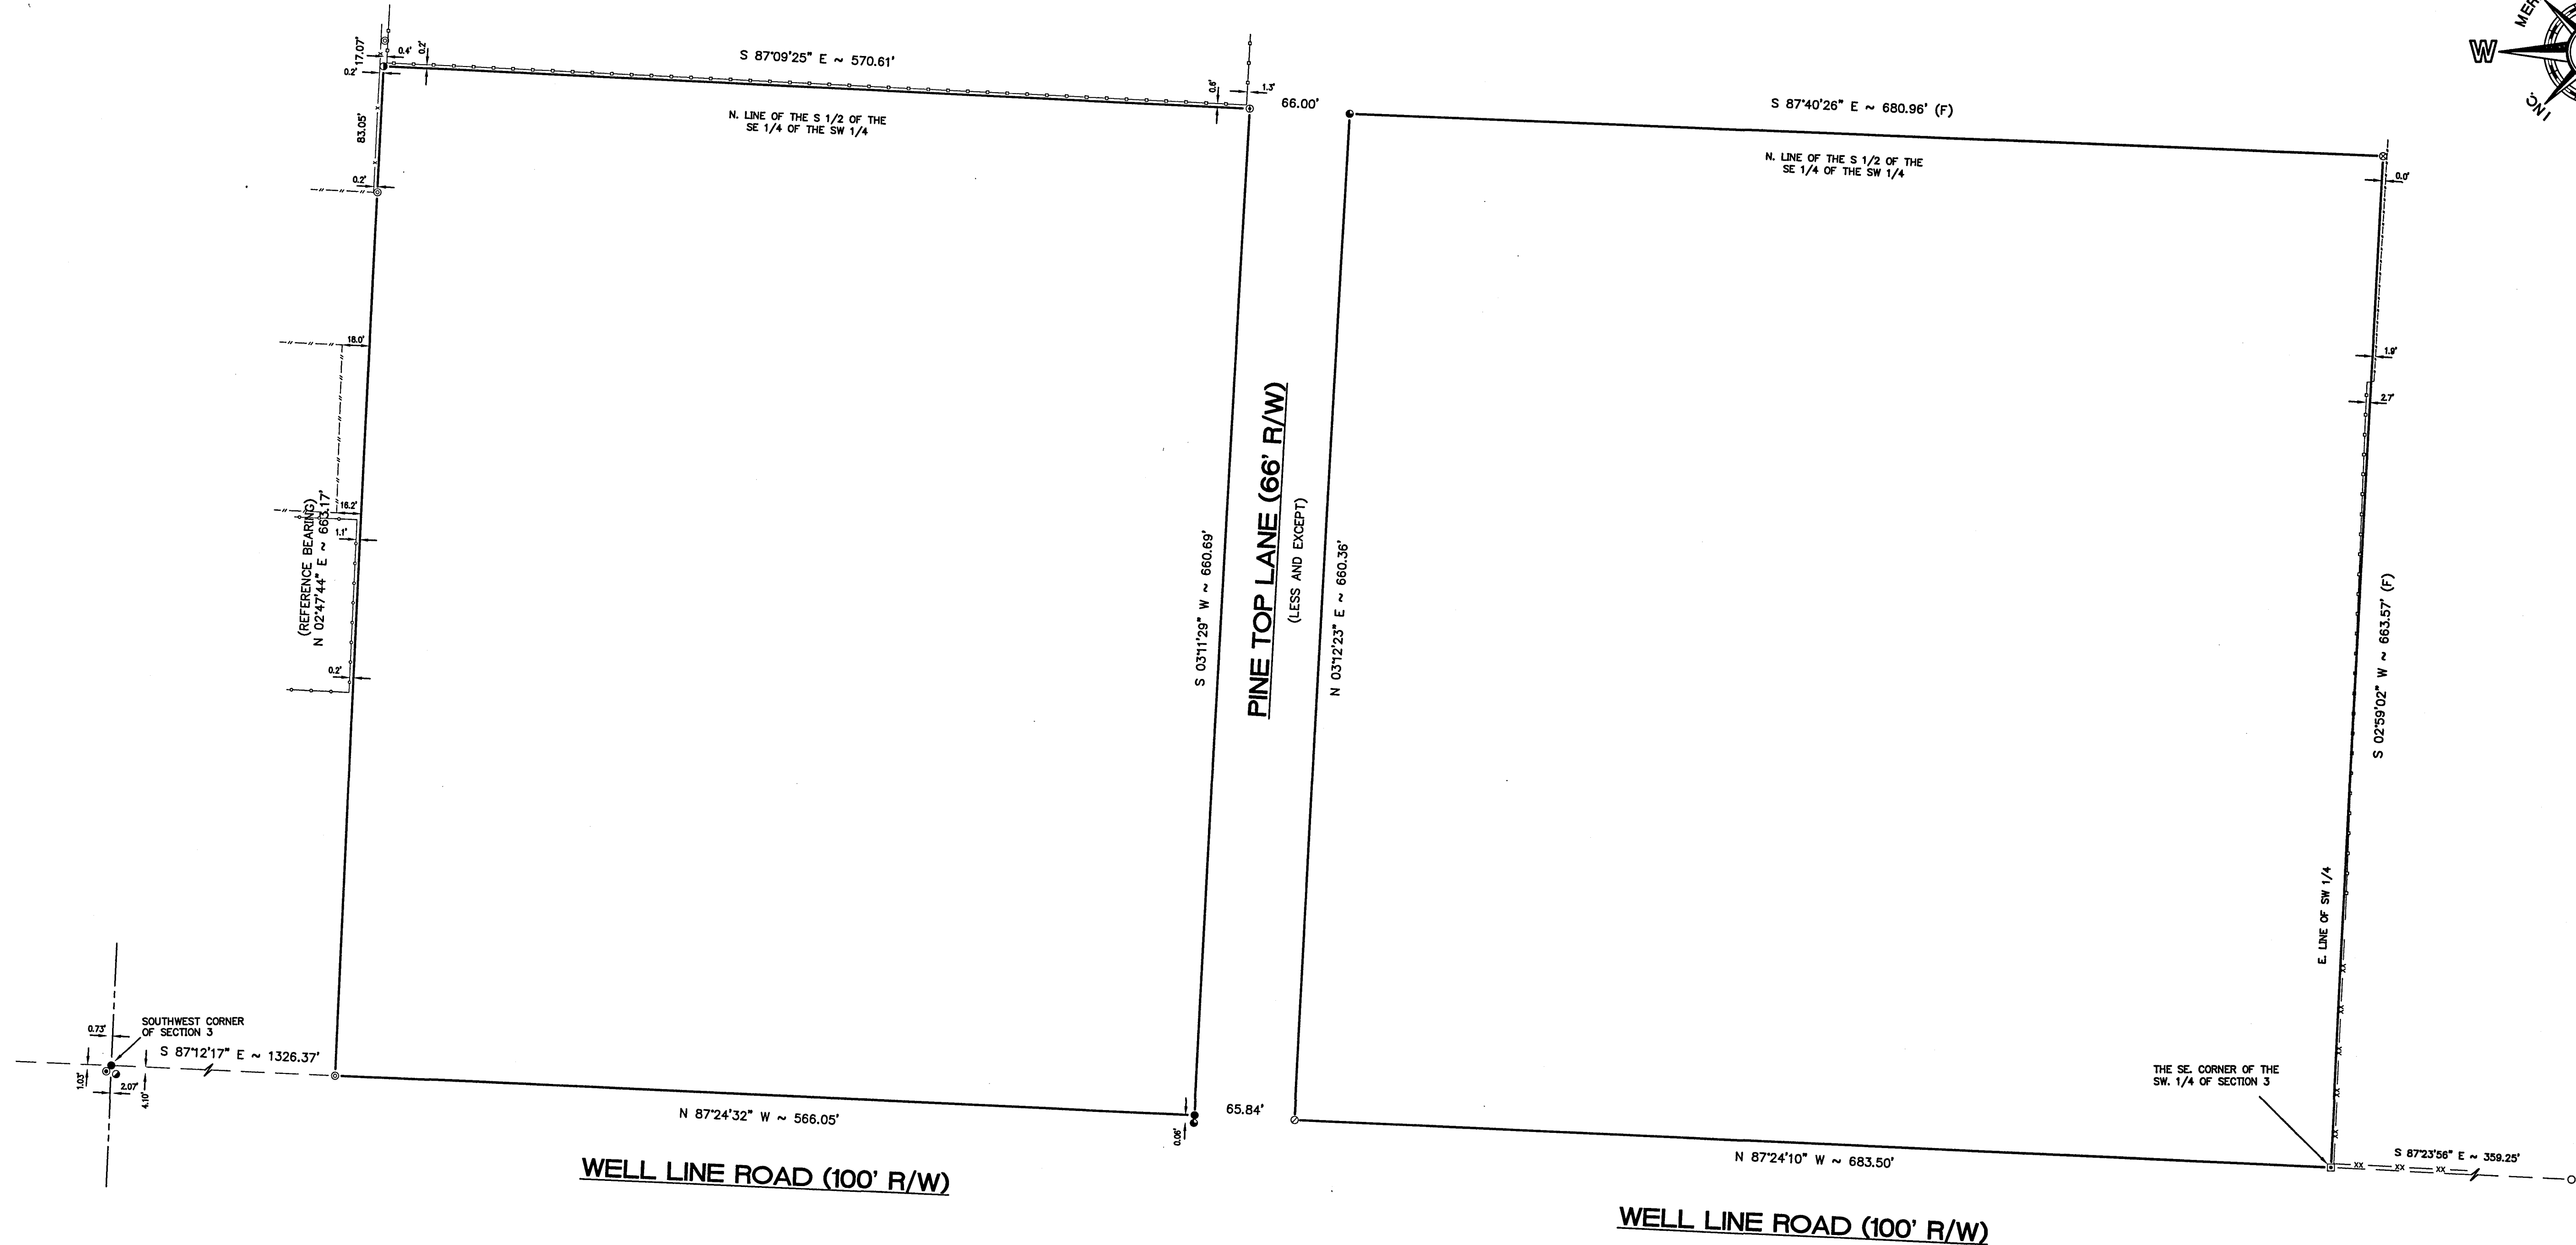 MER
W
ON
17.07'
0.4'
0.2'
0.2'
S 87°09'25" E ~ 570.61'
N. LINE OF THE S 1/2 OF THE
SE 1/4 OF THE SW 1/4
83.05'
0.2'
1.3'
66.00'
S 87°40'26" E ~ 680.96' (F)
N. LINE OF THE S 1/2 OF THE
SE 1/4 OF THE SW 1/4
0.0'
1.9'
2.7'
18.0'
16.2'
1.1'
0.2'
(REFERENCE BEARING)
N 02°47'44" E ~ 663.17'
S 03°11'29" W ~ 660.69'
PINE TOP LANE (66' R/W)
(LESS AND EXCEPT)
N 03°12'23" E ~ 660.36'
S 02°59'02" W ~ 663.57' (F)
E. LINE OF SW 1/4
SOUTHWEST CORNER
OF SECTION 3
0.73'
S 87°12'17" E ~ 1326.37'
1.03'
2.07'
4.10'
N 87°24'32" W ~ 566.05'
65.84'
0.06'
N 87°24'10" W ~ 683.50'
THE SE. CORNER OF THE
SW. 1/4 OF SECTION 3
S 87°23'56" E ~ 359.25'
XX
XX
XX
WELL LINE ROAD (100' R/W)
WELL LINE ROAD (100' R/W)